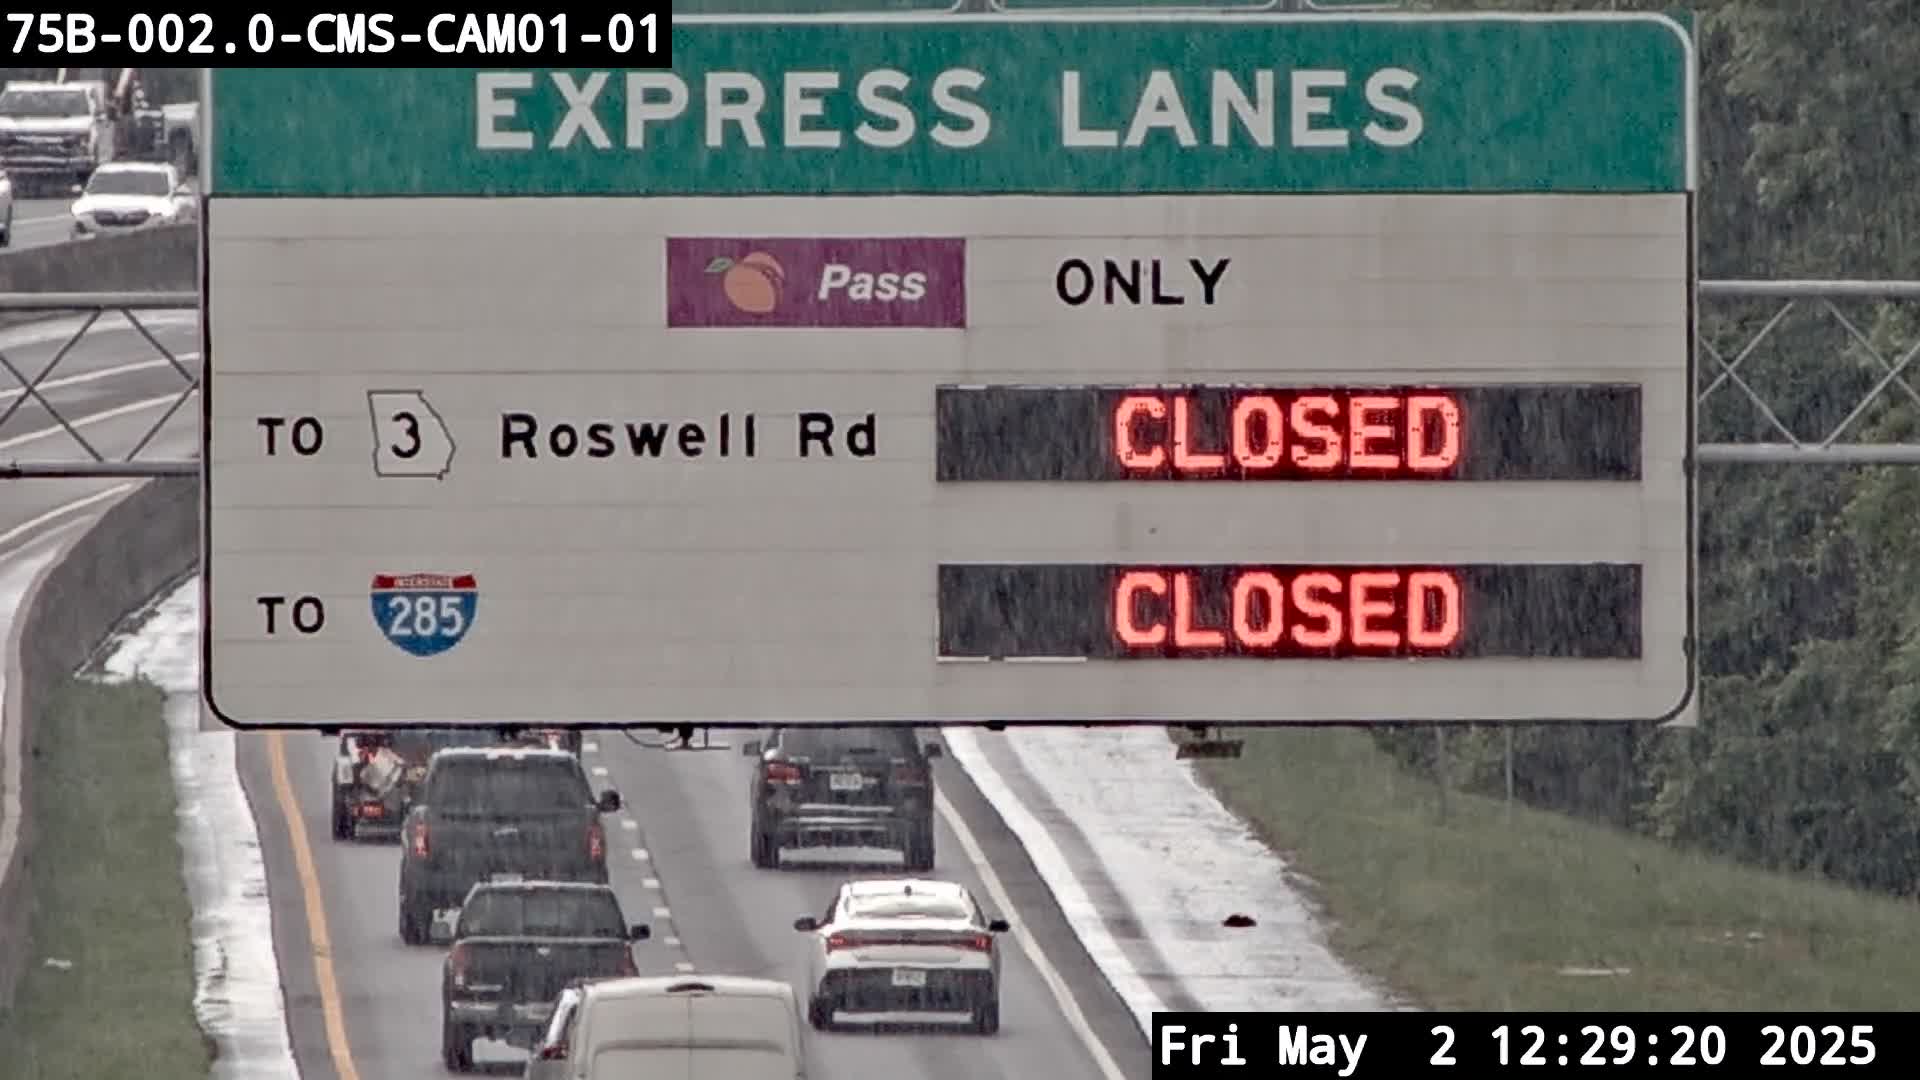 75B-002.0-CMS-CAM01-01
EXPRESS LANES
Pass ONLY
TO 3 Roswell Rd CLOSED
TO INTERSTATE 285 CLOSED
Fri May 2 12:29:20 2025